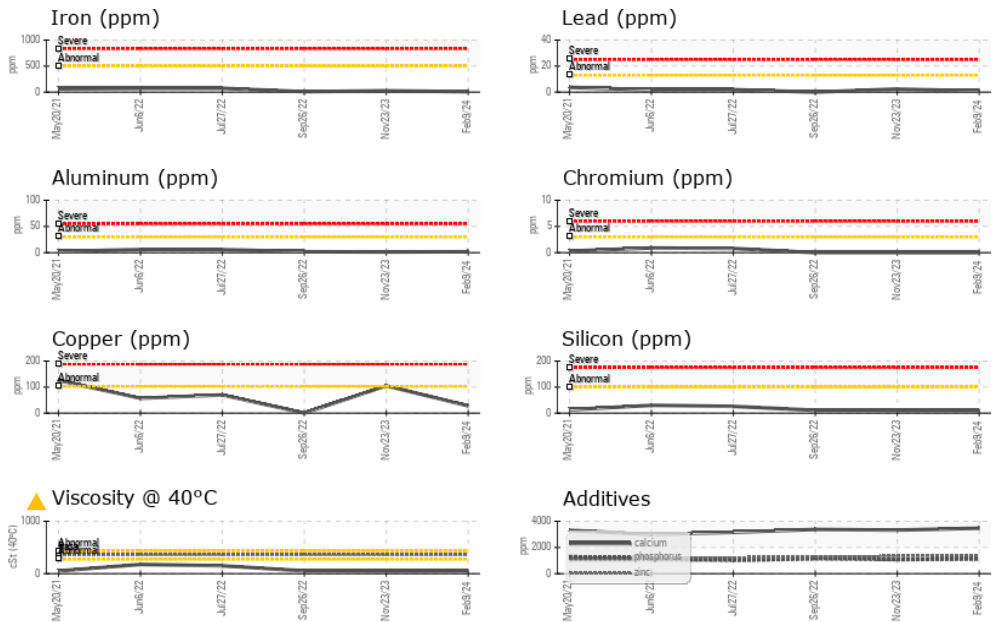 Iron (ppm)
1000
500
0
ppm
Severe
Abnormal
May20/21
Jun6/22
Jul27/22
Sep26/22
Nov23/23
Feb9/24
Lead (ppm)
40
20
0
ppm
Severe
Abnormal
May20/21
Jun6/22
Jul27/22
Sep26/22
Nov23/23
Feb9/24
Aluminum (ppm)
100
50
0
ppm
Severe
Abnormal
May20/21
Jun6/22
Jul27/22
Sep26/22
Nov23/23
Feb9/24
Chromium (ppm)
10
5
0
ppm
Severe
Abnormal
May20/21
Jun6/22
Jul27/22
Sep26/22
Nov23/23
Feb9/24
Copper (ppm)
200
100
0
ppm
Severe
Abnormal
May20/21
Jun6/22
Jul27/22
Sep26/22
Nov23/23
Feb9/24
Silicon (ppm)
200
100
0
ppm
Severe
Abnormal
May20/21
Jun6/22
Jul27/22
Sep26/22
Nov23/23
Feb9/24
Viscosity @ 40°C
1000
0
cSt (40°C)
Abnormal
Abnormal
May20/21
Jun6/22
Jul27/22
Sep26/22
Nov23/23
Feb9/24
Additives
4000
2000
0
ppm
calcium
phosphorus
zinc
May20/21
Jun6/22
Jul27/22
Sep26/22
Nov23/23
Feb9/24